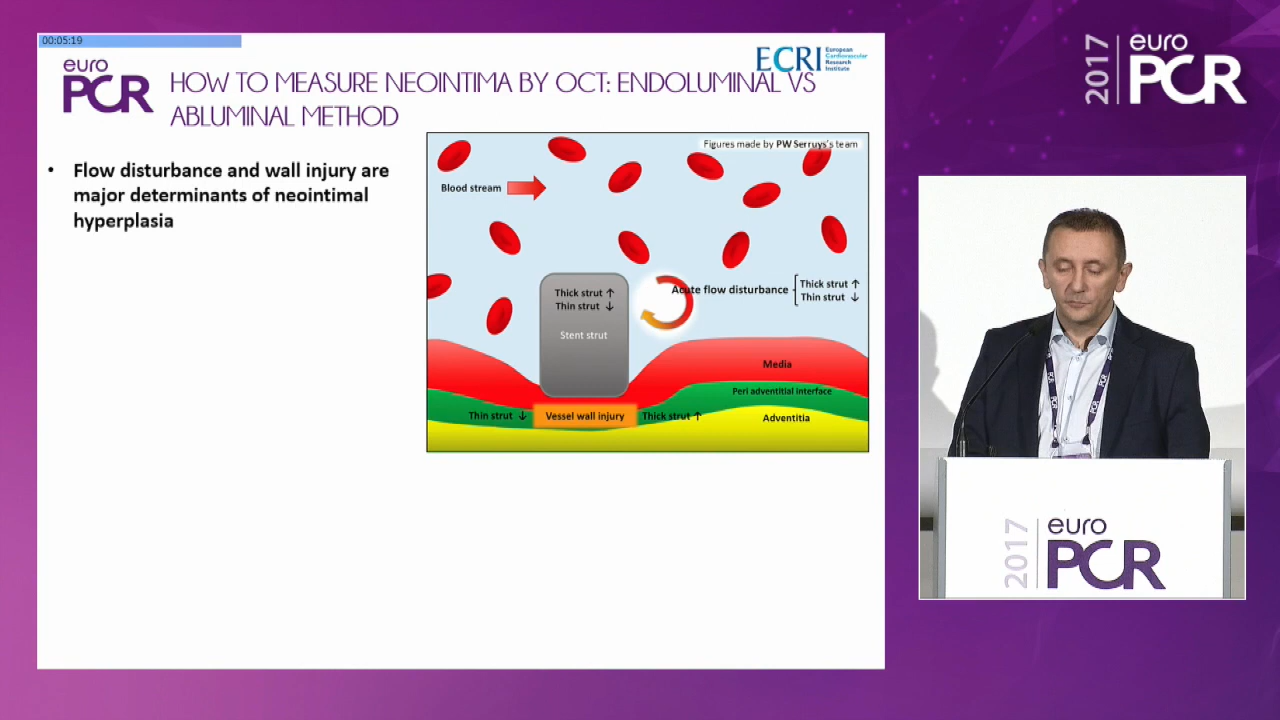 00:05:19
euro
PCR
ECRI
European
Cardiovascular
Research
Institute
HOW TO MEASURE NEOINTIMA BY OCT: ENDOLUMINAL VS
ABLUMINAL METHOD
• Flow disturbance and wall injury are
major determinants of neointimal
hyperplasia
Figures made by PW Serruys's team
Blood stream
Thick strut ↑
Thin strut ↓
Stent strut
Acute flow disturbance
Thick strut ↑
Thin strut ↓
Media
Peri adventitial interface
Thin strut ↓
Vessel wall injury
Thick strut ↑
Adventitia
2017
euro
PCR
PCR
2017
euro
PCR